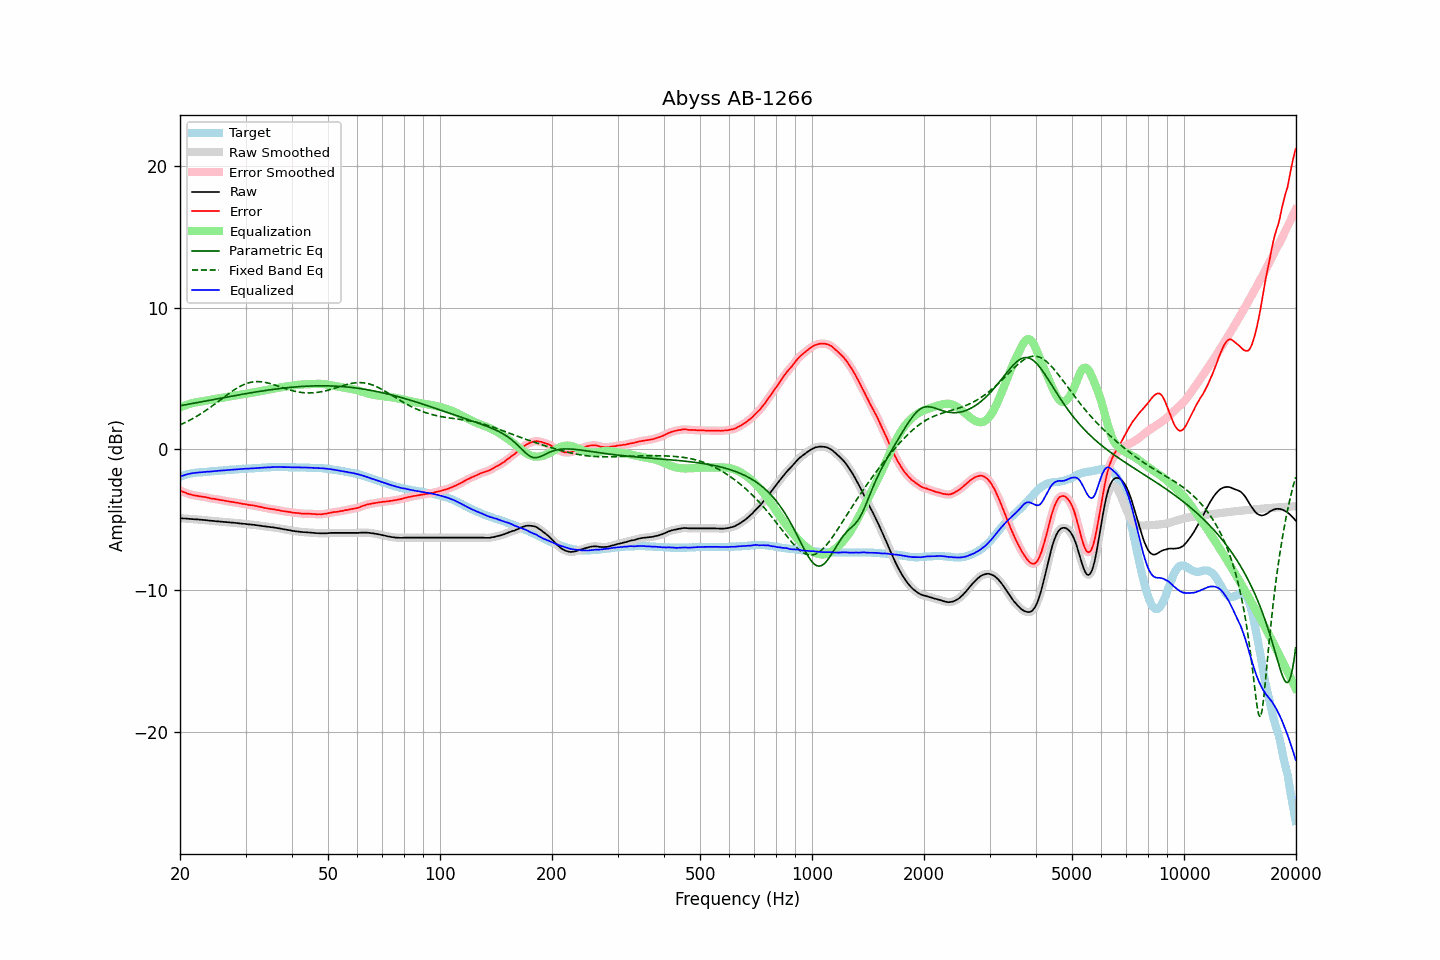 Abyss AB-1266
Target
Raw Smoothed
Error Smoothed
Raw
Error
Equalization
Parametric Eq
Fixed Band Eq
Equalized
20
10
0
−10
−20
Amplitude (dBr)
20 50 100 200 500 1000 2000 5000 10000 20000
Frequency (Hz)